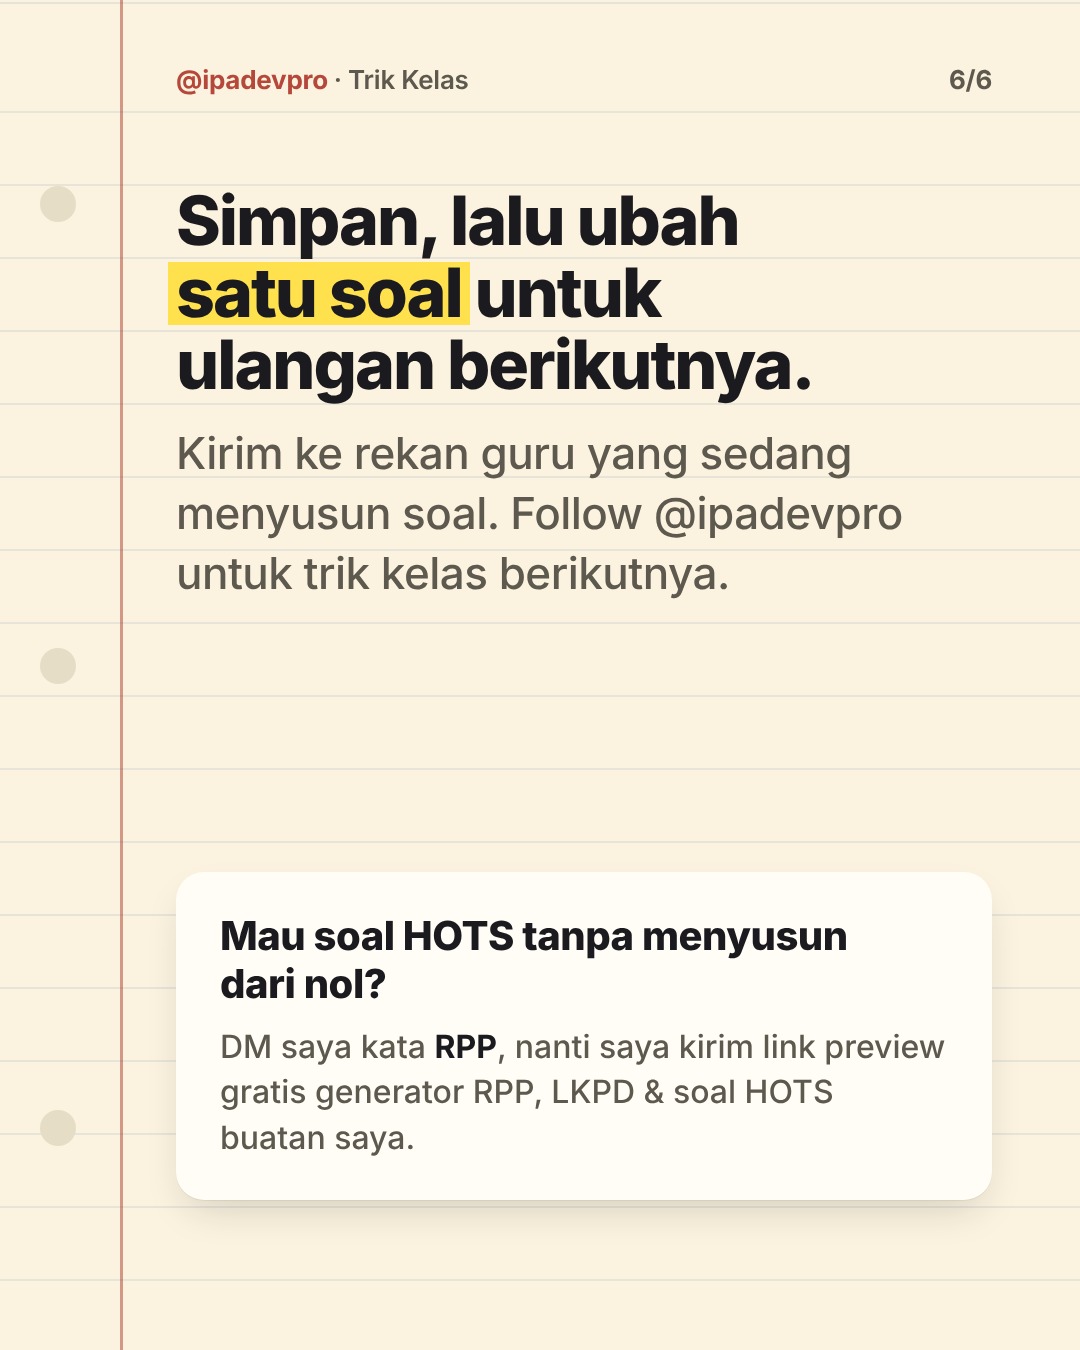 @ipadevpro · Trik Kelas
6/6
Simpan, lalu ubah
satu soal untuk
ulangan berikutnya.
Kirim ke rekan guru yang sedang
menyusun soal. Follow @ipadevpro
untuk trik kelas berikutnya.
Mau soal HOTS tanpa menyusun
dari nol?
DM saya kata RPP, nanti saya kirim link preview
gratis generator RPP, LKPD & soal HOTS
buatan saya.